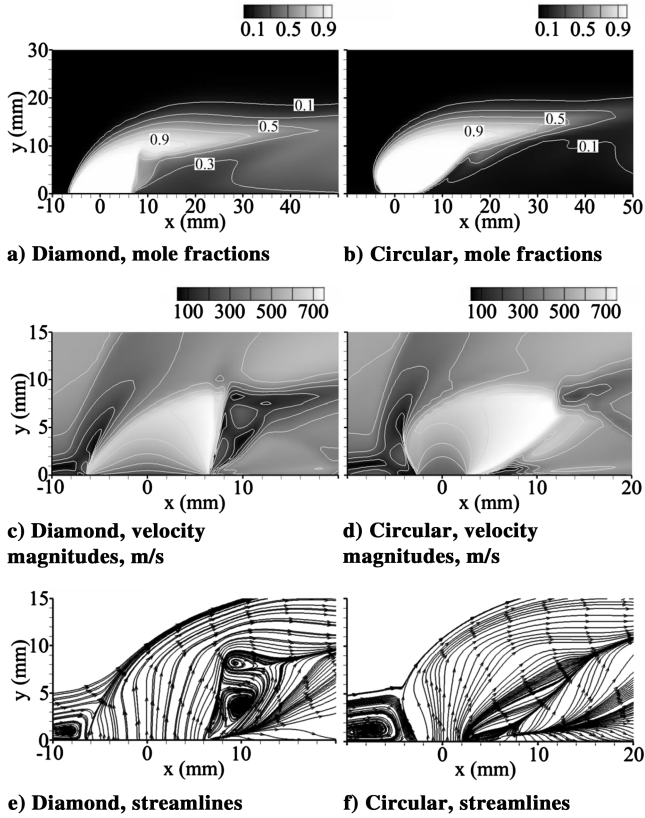 0.1 0.5 0.9
0.1 0.5 0.9
30
20
10
0
y (mm)
0.1
0.5
0.9
0.3
0.5
0.9
0.1
-10 0 10 20 30 40
0 10 20 30 40 50
x (mm)
x (mm)
a) Diamond, mole fractions
b) Circular, mole fractions
100 300 500 700
100 300 500 700
15
10
5
0
y (mm)
-10 0 10
0 10 20
x (mm)
x (mm)
c) Diamond, velocity
magnitudes, m/s
d) Circular, velocity
magnitudes, m/s
15
10
5
0
y (mm)
-10 0 10
0 10 20
x (mm)
x (mm)
e) Diamond, streamlines
f) Circular, streamlines